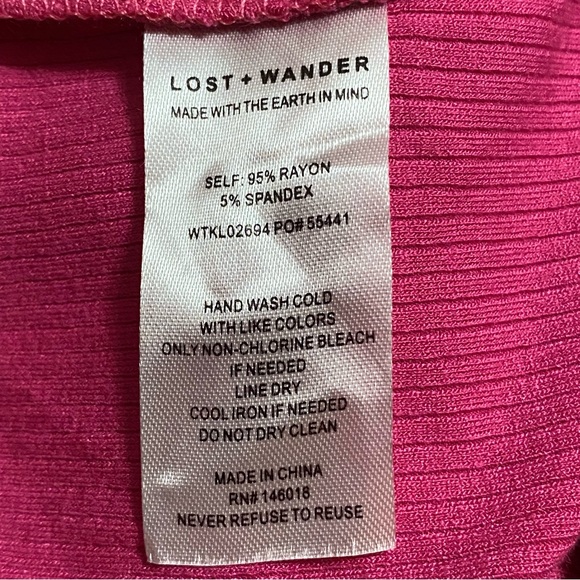 LOST + WANDER
MADE WITH THE EARTH IN MIND
SELF: 95% RAYON
5% SPANDEX
WTKL02694 PO# 55441
HAND WASH COLD
WITH LIKE COLORS
ONLY NON-CHLORINE BLEACH
IF NEEDED
LINE DRY
COOL IRON IF NEEDED
DO NOT DRY CLEAN
MADE IN CHINA
RN# 146018
NEVER REFUSE TO REUSE